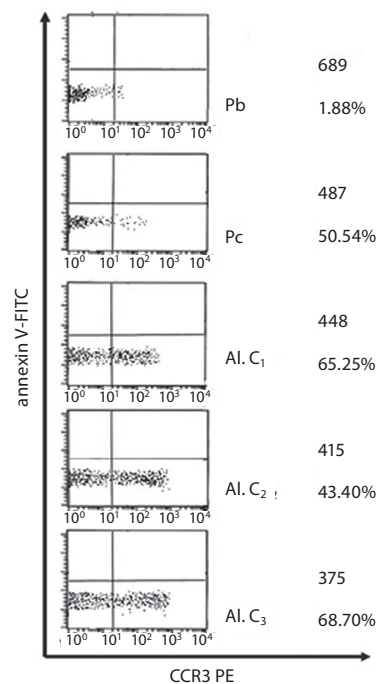 annexin V-FITC
689
Pb
1.88%
10⁰ 10¹ 10² 10³ 10⁴
487
Pc
50.54%
10⁰ 10¹ 10² 10³ 10⁴
448
Al. C₁
65.25%
10⁰ 10¹ 10² 10³ 10⁴
415
Al. C₂
43.40%
10⁰ 10¹ 10² 10³ 10⁴
375
Al. C₃
68.70%
10⁰ 10¹ 10² 10³ 10⁴
CCR3 PE